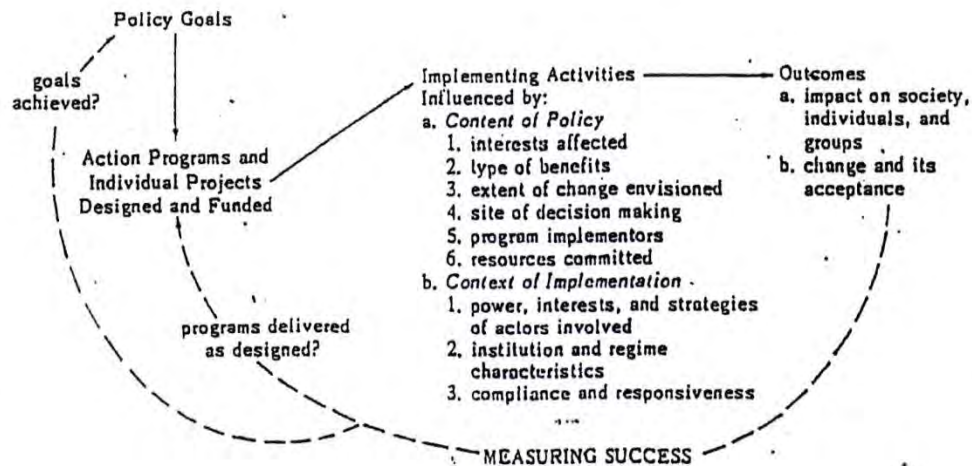 Policy Goals
goals
achieved?
Action Programs and
Individual Projects
Designed and Funded
programs delivered
as designed?
Implementing Activities
Influenced by:
a. Content of Policy
1. interests affected
2. type of benefits
3. extent of change envisioned
4. site of decision making
5. program implementors
6. resources committed
b. Context of Implementation
1. power, interests, and strategies
of actors involved
2. institution and regime
characteristics
3. compliance and responsiveness
Outcomes
a. impact on society,
individuals, and
groups
b. change and its
acceptance
MEASURING SUCCESS